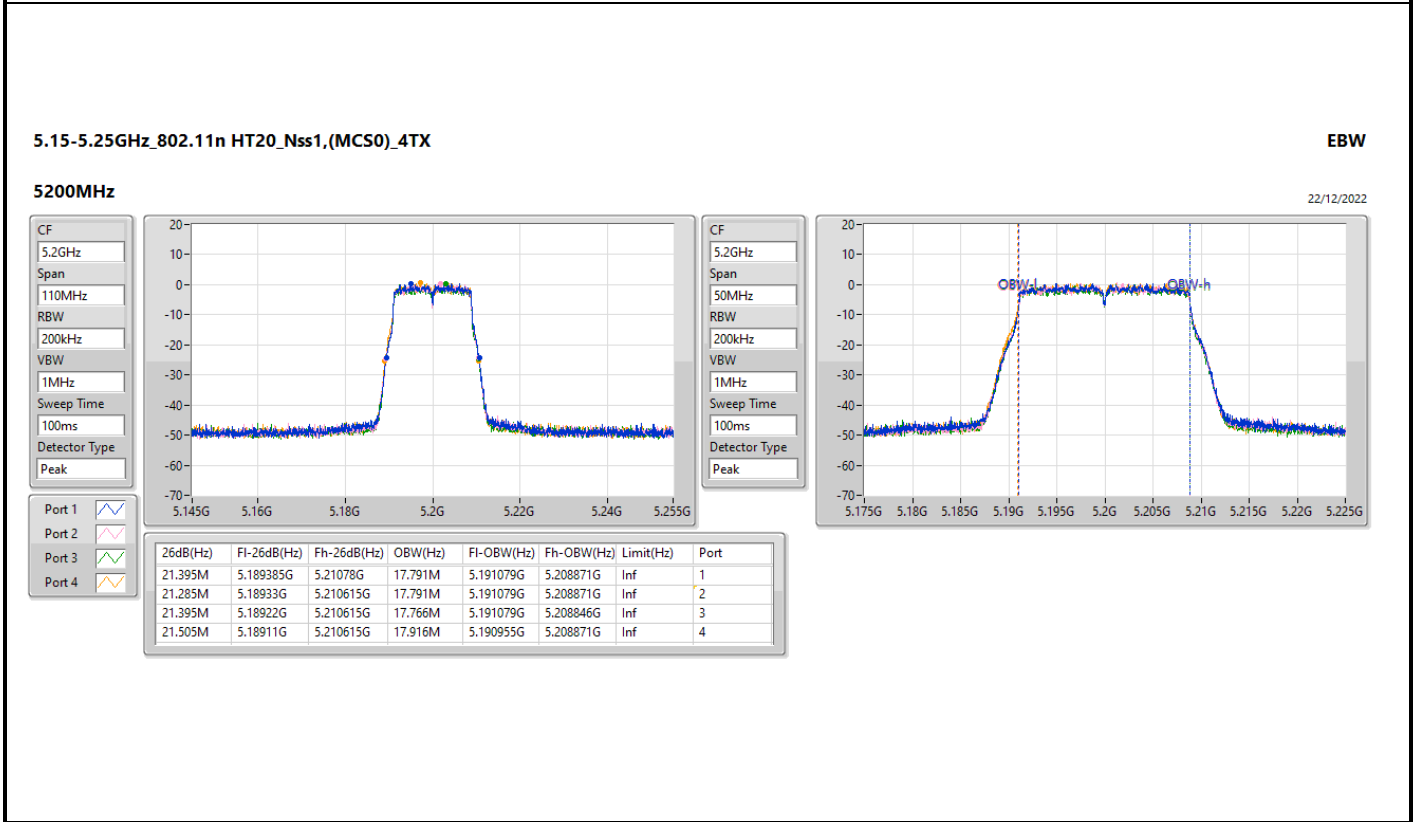 5.15-5.25GHz_802.11n HT20_Nss1,(MCS0)_4TX EBW
5200MHz 22/12/2022
CF
5.2GHz
Span
110MHz
RBW
200kHz
VBW
1MHz
Sweep Time
100ms
Detector Type
Peak
Port 1
Port 2
Port 3
Port 4
20
10
0
-10
-20
-30
-40
-50
-60
-70
5.145G 5.16G 5.18G 5.2G 5.22G 5.24G 5.255G
CF
5.2GHz
Span
50MHz
RBW
200kHz
VBW
1MHz
Sweep Time
100ms
Detector Type
Peak
20
10
0
-10
-20
-30
-40
-50
-60
-70
OBW-l OBW-h
5.175G 5.18G 5.185G 5.19G 5.195G 5.2G 5.205G 5.21G 5.215G 5.22G 5.225G
26dB(Hz) Fl-26dB(Hz) Fh-26dB(Hz) OBW(Hz) Fl-OBW(Hz) Fh-OBW(Hz) Limit(Hz) Port
21.395M 5.189385G 5.21078G 17.791M 5.191079G 5.208871G Inf 1
21.285M 5.18933G 5.210615G 17.791M 5.191079G 5.208871G Inf 2
21.395M 5.18922G 5.210615G 17.766M 5.191079G 5.208846G Inf 3
21.505M 5.18911G 5.210615G 17.916M 5.190955G 5.208871G Inf 4